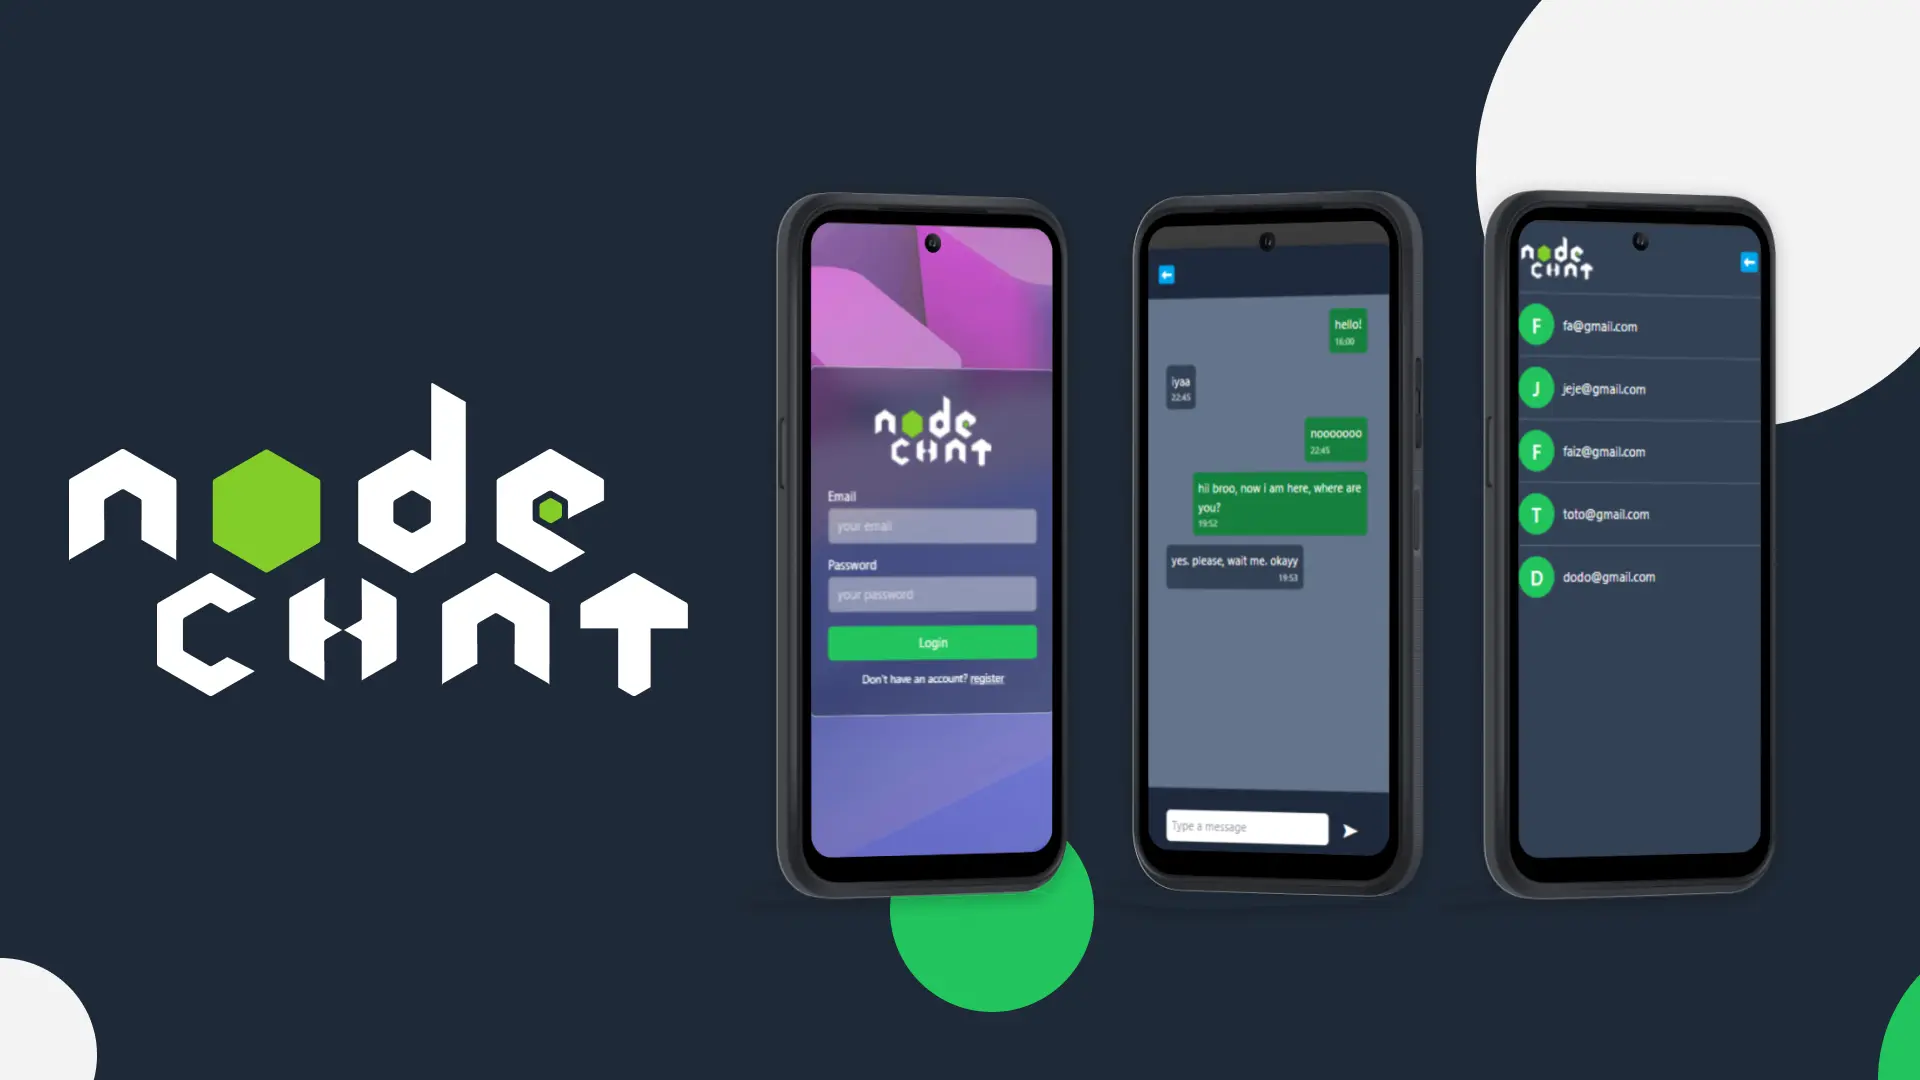 node
CHAT
node
CHAT
Email
your email
Password
your password
Login
Don't have an account? register
hello!
16:00
iyaa
22:45
nooooooo
22:45
hii broo, now i am here, where are
you?
19:52
yes. please, wait me. okayy
19:53
Type a message
node
CHAT
F
fa@gmail.com
J
jeje@gmail.com
F
faiz@gmail.com
T
toto@gmail.com
D
dodo@gmail.com